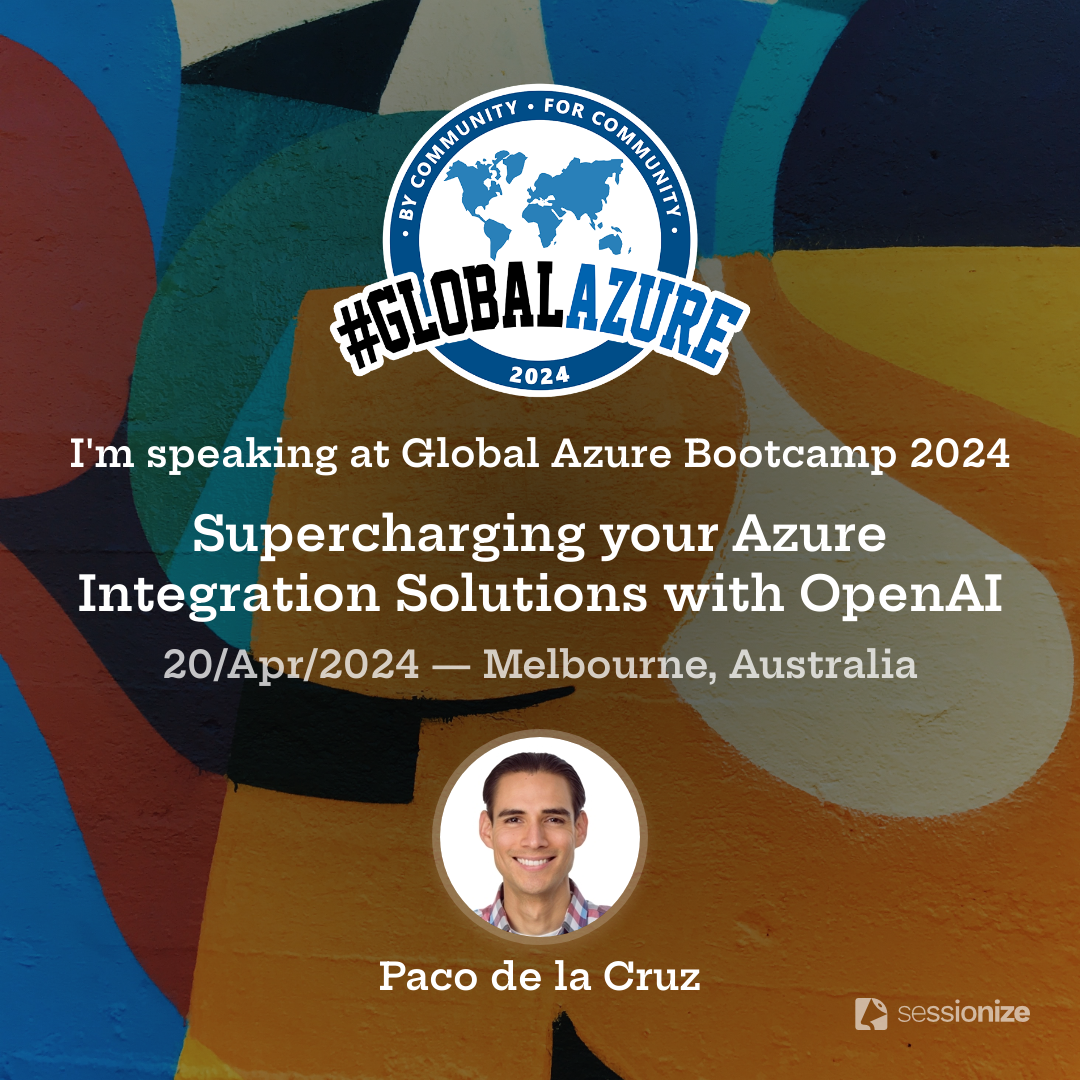 • BY COMMUNITY • FOR COMMUNITY •
#GLOBALAZURE
2024
I'm speaking at Global Azure Bootcamp 2024
Supercharging your Azure
Integration Solutions with OpenAI
20/Apr/2024 — Melbourne, Australia
Paco de la Cruz
sessionize